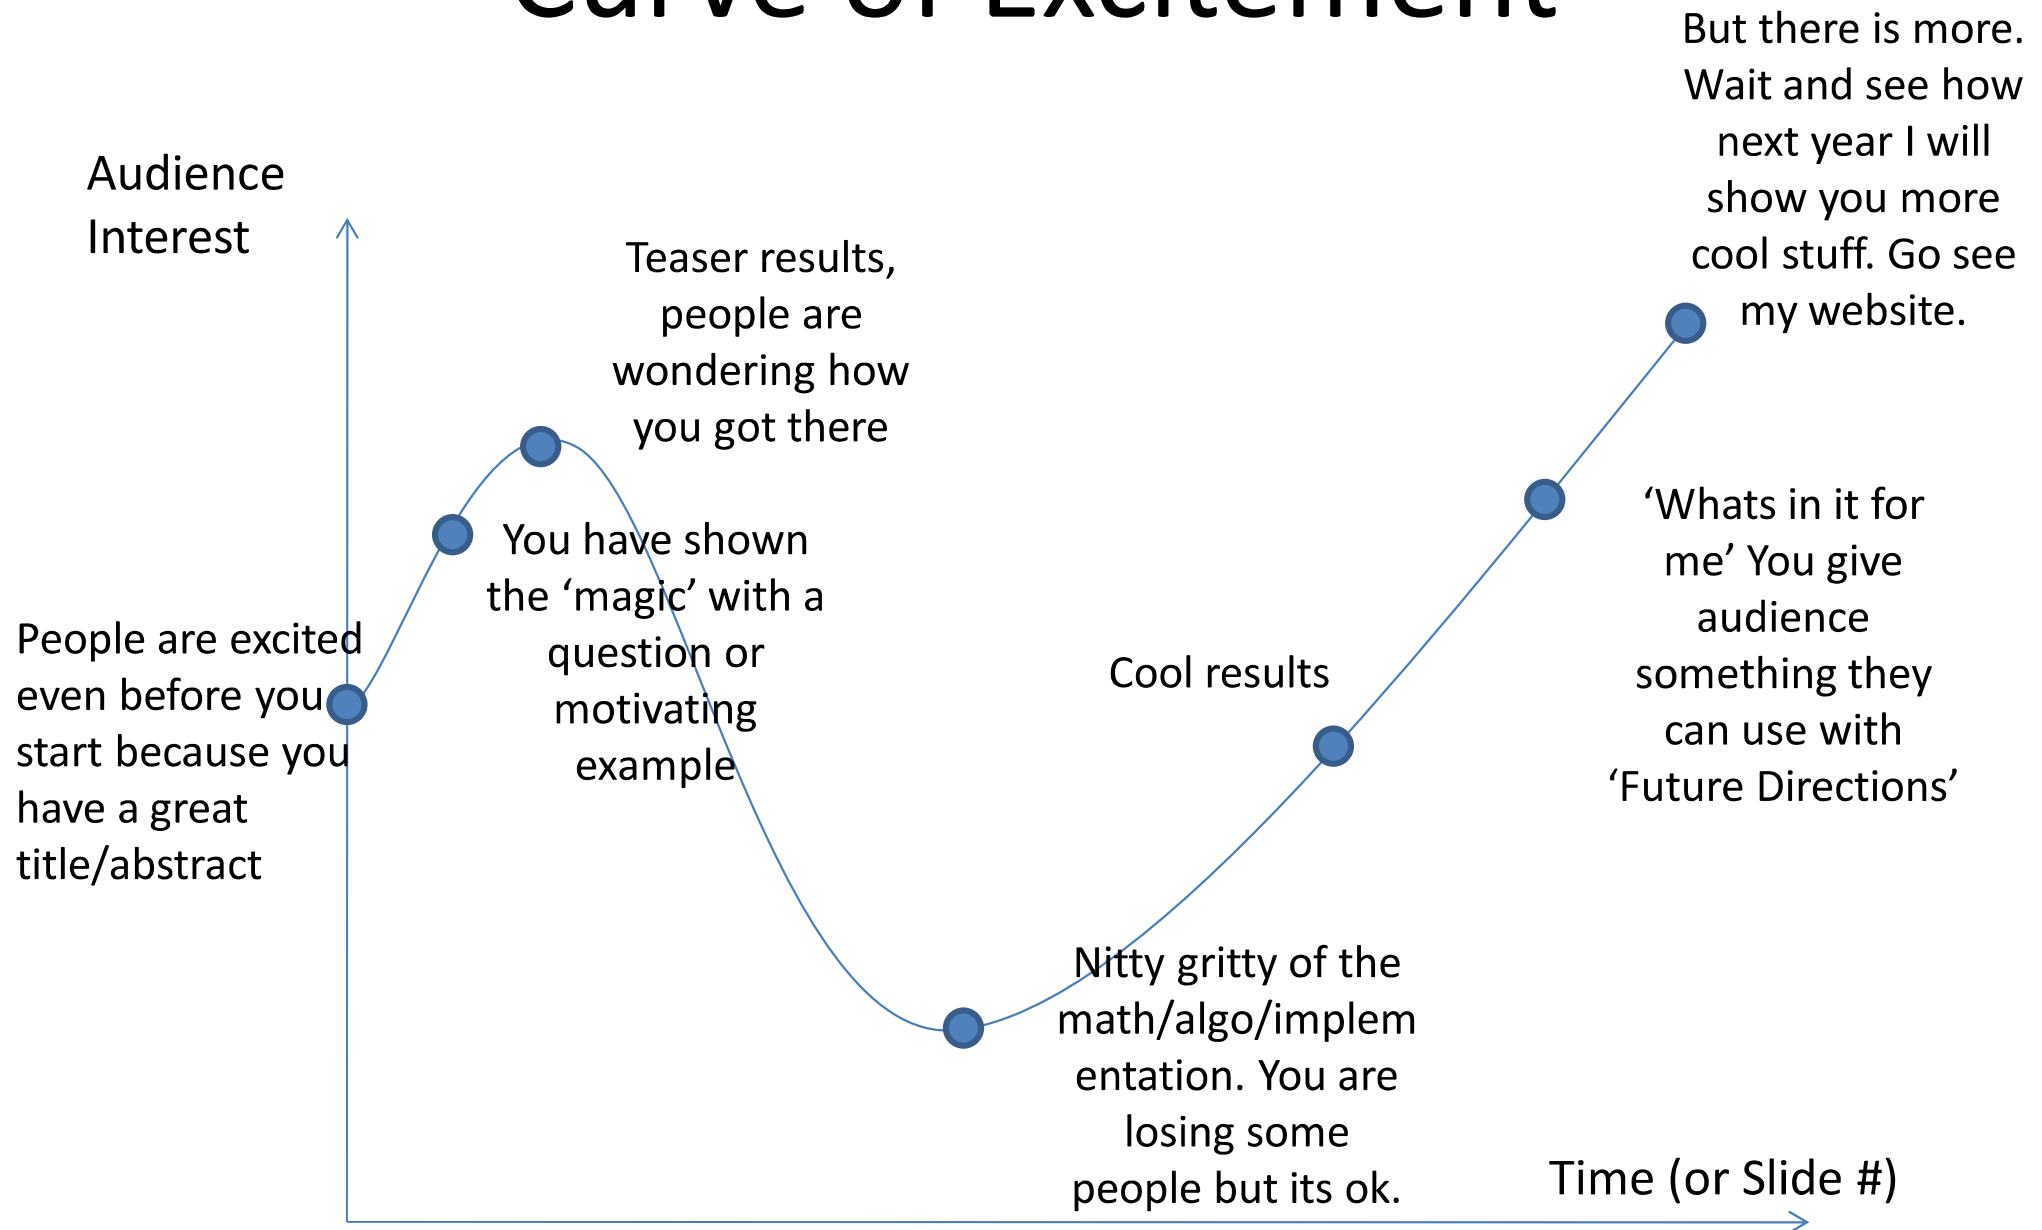 Curve of Excitement
But there is more.
Wait and see how
next year I will
show you more
cool stuff. Go see
my website.
Audience
Interest
Teaser results,
people are
wondering how
you got there
You have shown
the ‘magic’ with a
question or
motivating
example
People are excited
even before you
start because you
have a great
title/abstract
‘Whats in it for
me’ You give
audience
something they
can use with
‘Future Directions’
Cool results
Nitty gritty of the
math/algo/implem
entation. You are
losing some
people but its ok.
Time (or Slide #)